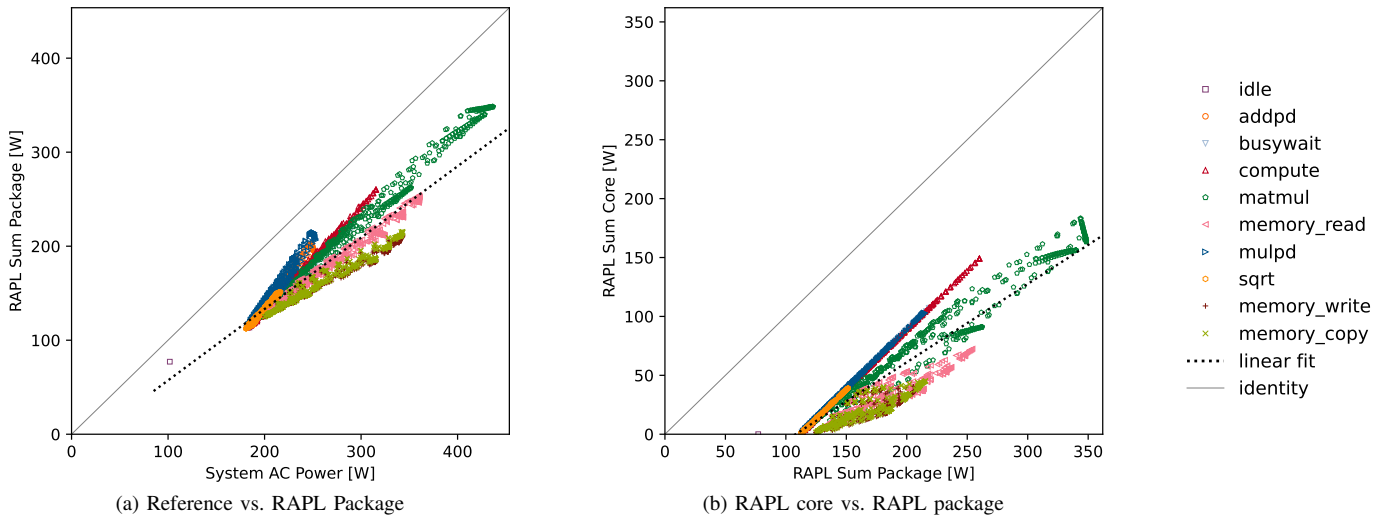 400
300
200
100
0
0
100
200
300
400
RAPL Sum Package [W]
System AC Power [W]
(a) Reference vs. RAPL Package
350
300
250
200
150
100
50
0
0
50
100
150
200
250
300
350
RAPL Sum Core [W]
RAPL Sum Package [W]
(b) RAPL core vs. RAPL package
idle
addpd
busywait
compute
matmul
memory_read
mulpd
sqrt
memory_write
memory_copy
linear fit
identity